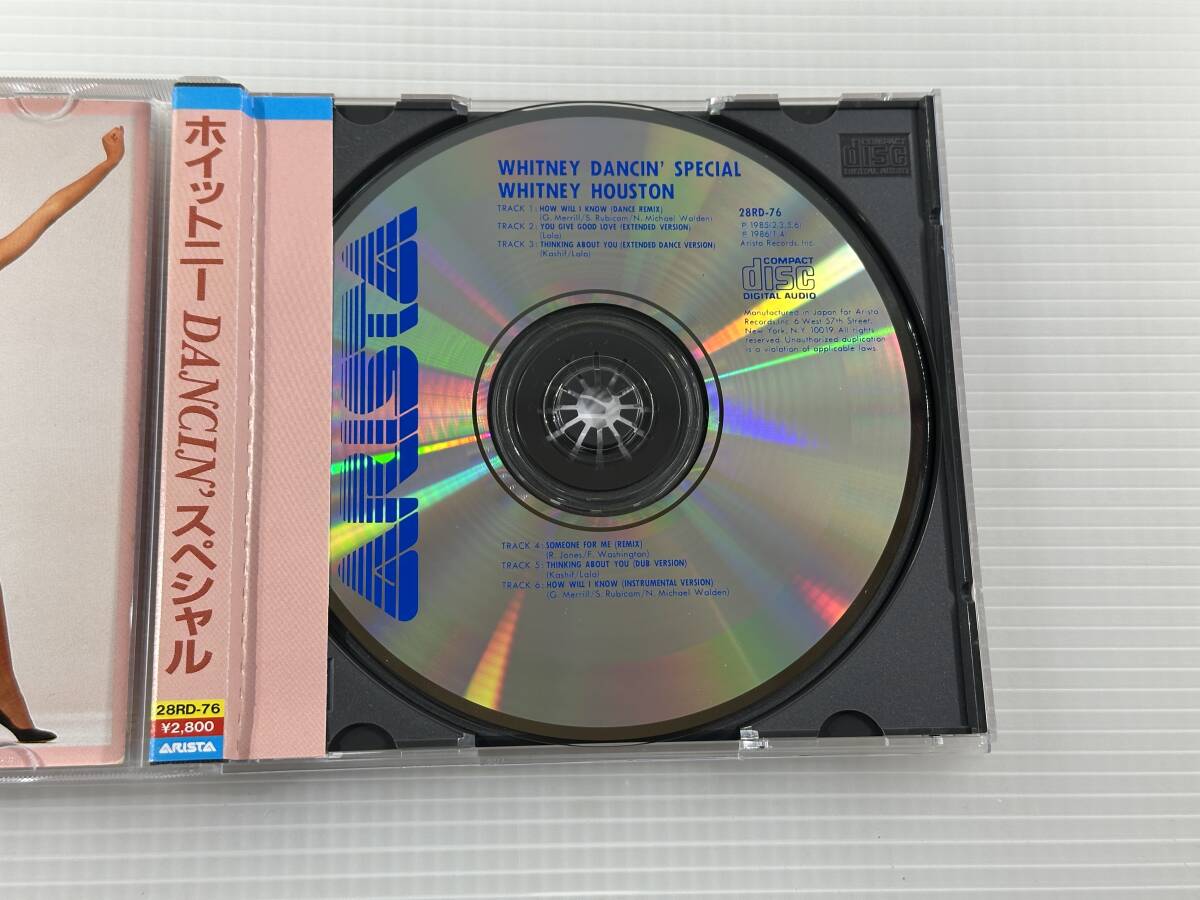 ホイットニー DANCIN' スペシャル
28RD-76
¥2,800
ARISTA
ARISTA
WHITNEY DANCIN' SPECIAL
WHITNEY HOUSTON
TRACK 1: HOW WILL I KNOW (DANCE REMIX)
(G. Merrill/S. Rubicam/N. Michael Walden)
TRACK 2: YOU GIVE GOOD LOVE (EXTENDED VERSION)
(Lala)
TRACK 3: THINKING ABOUT YOU (EXTENDED DANCE VERSION)
(Kashif/Lala)
28RD-76
℗ 1985(2,3,5,6)
℗ 1986(1,4)
Arista Records, Inc.
COMPACT
disc
DIGITAL AUDIO
Manufactured in Japan for Arista
Records,Inc. 6 West 57th Street,
New York, N.Y. 10019 All rights
reserved. Unauthorized duplication
is a violation of applicable laws.
TRACK 4: SOMEONE FOR ME (REMIX)
(R. Jones/F. Washington)
TRACK 5: THINKING ABOUT YOU (DUB VERSION)
(Kashif/Lala)
TRACK 6: HOW WILL I KNOW (INSTRUMENTAL VERSION)
(G. Merrill/S. Rubicam/N. Michael Walden)
COMPACT
disc
DIGITAL AUDIO